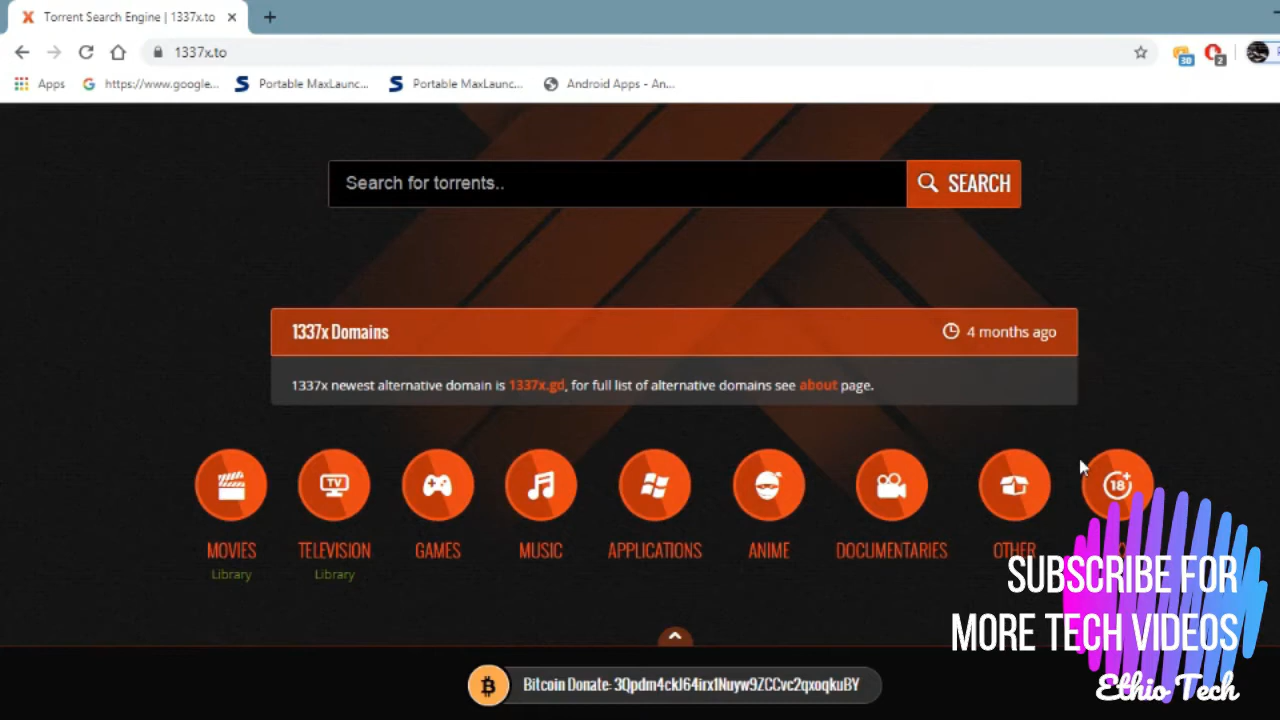 Torrent Search Engine | 1337x.to
1337x.to
30
2
Apps
https://www.google...
Portable MaxLaunc...
Portable MaxLaunc...
Android Apps - An...
Search for torrents..
SEARCH
1337x Domains
4 months ago
1337x newest alternative domain is 1337x.gd, for full list of alternative domains see about page.
TV
18+
MOVIES
TELEVISION
GAMES
MUSIC
APPLICATIONS
ANIME
DOCUMENTARIES
OTHER
Library
Library
SUBSCRIBE FOR
MORE TECH VIDEOS
Ethio Tech
Bitcoin Donate: 3Qpdm4ckJ64irx1Nuyw9ZCCvc2qxoqkuBY